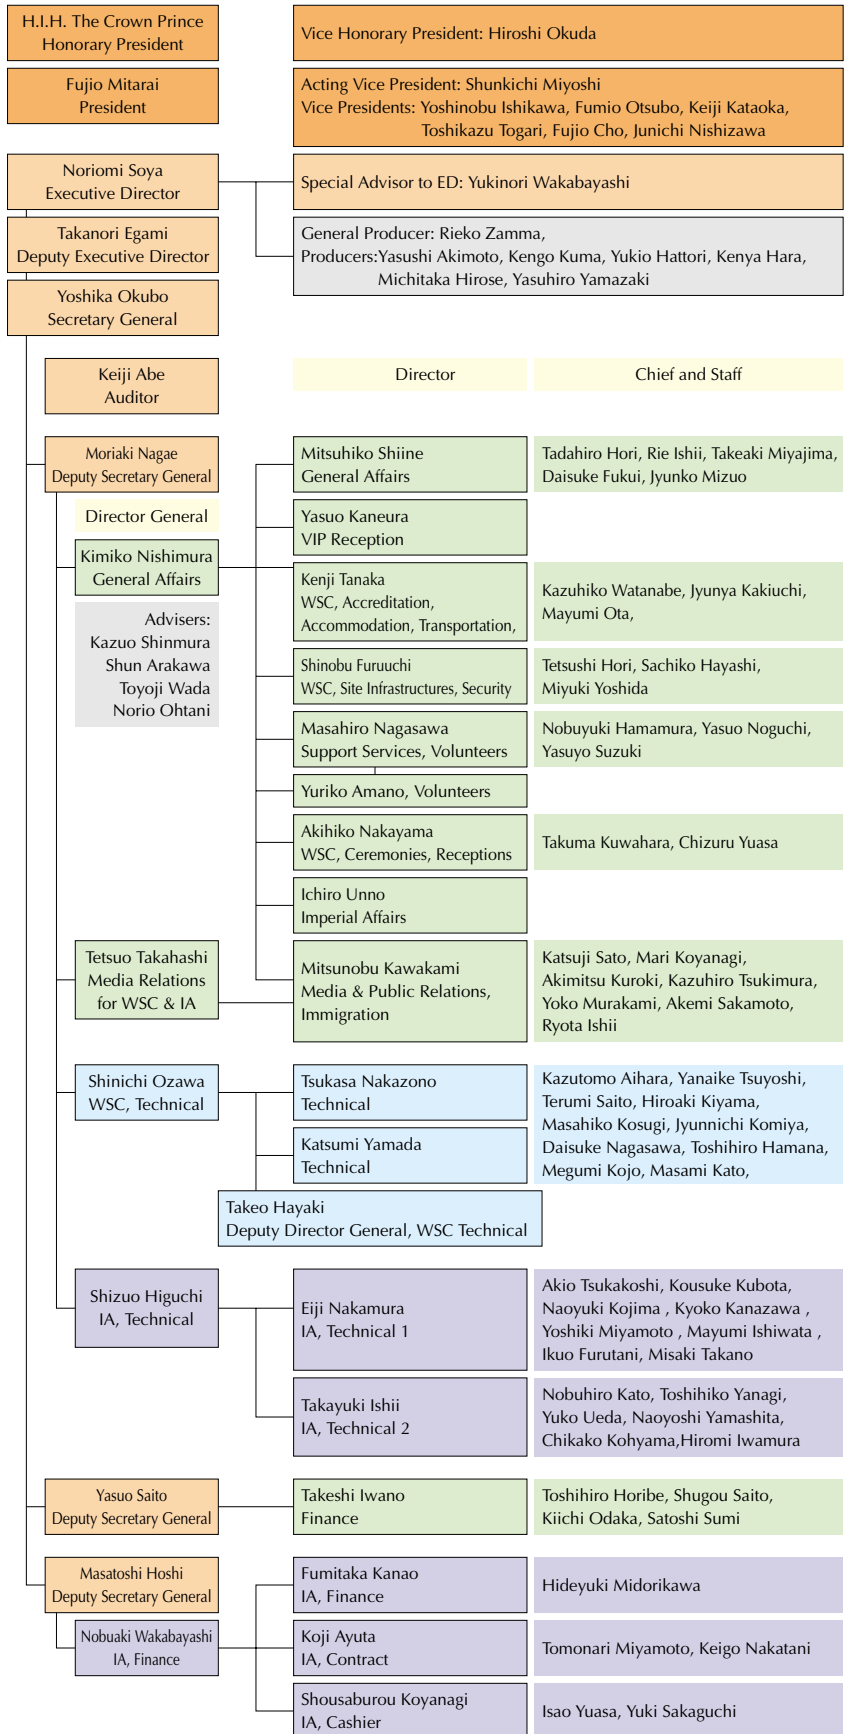 H.I.H. The Crown Prince
Honorary President
Vice Honorary President: Hiroshi Okuda
Fujio Mitarai
President
Acting Vice President: Shunkichi Miyoshi
Vice Presidents: Yoshinobu Ishikawa, Fumio Otsubo, Keiji Kataoka,
Toshikazu Togari, Fujio Cho, Junichi Nishizawa
Noriomi Soya
Executive Director
Special Advisor to ED: Yukinori Wakabayashi
Takanori Egami
Deputy Executive Director
General Producer: Rieko Zamma,
Producers:Yasushi Akimoto, Kengo Kuma, Yukio Hattori, Kenya Hara,
Michitaka Hirose, Yasuhiro Yamazaki
Yoshika Okubo
Secretary General
Keiji Abe
Auditor
Director
Chief and Staff
Moriaki Nagae
Deputy Secretary General
Mitsuhiko Shiine
General Affairs
Tadahiro Hori, Rie Ishii, Takeaki Miyajima,
Daisuke Fukui, Jyunko Mizuo
Director General
Yasuo Kaneura
VIP Reception
Kimiko Nishimura
General Affairs
Kenji Tanaka
WSC, Accreditation,
Accommodation, Transportation,
Kazuhiko Watanabe, Jyunya Kakiuchi,
Mayumi Ota,
Advisers:
Kazuo Shinmura
Shun Arakawa
Toyoji Wada
Norio Ohtani
Shinobu Furuuchi
WSC, Site Infrastructures, Security
Tetsushi Hori, Sachiko Hayashi,
Miyuki Yoshida
Masahiro Nagasawa
Support Services, Volunteers
Nobuyuki Hamamura, Yasuo Noguchi,
Yasuyo Suzuki
Yuriko Amano, Volunteers
Akihiko Nakayama
WSC, Ceremonies, Receptions
Takuma Kuwahara, Chizuru Yuasa
Ichiro Unno
Imperial Affairs
Tetsuo Takahashi
Media Relations
for WSC & IA
Mitsunobu Kawakami
Media & Public Relations,
Immigration
Katsuji Sato, Mari Koyanagi,
Akimitsu Kuroki, Kazuhiro Tsukimura,
Yoko Murakami, Akemi Sakamoto,
Ryota Ishii
Shinichi Ozawa
WSC, Technical
Tsukasa Nakazono
Technical
Kazutomo Aihara, Yanaike Tsuyoshi,
Terumi Saito, Hiroaki Kiyama,
Masahiko Kosugi, Jyunnichi Komiya,
Daisuke Nagasawa, Toshihiro Hamana,
Megumi Kojo, Masami Kato,
Katsumi Yamada
Technical
Takeo Hayaki
Deputy Director General, WSC Technical
Shizuo Higuchi
IA, Technical
Eiji Nakamura
IA, Technical 1
Akio Tsukakoshi, Kousuke Kubota,
Naoyuki Kojima , Kyoko Kanazawa ,
Yoshiki Miyamoto , Mayumi Ishiwata ,
Ikuo Furutani, Misaki Takano
Takayuki Ishii
IA, Technical 2
Nobuhiro Kato, Toshihiko Yanagi,
Yuko Ueda, Naoyoshi Yamashita,
Chikako Kohyama,Hiromi Iwamura
Yasuo Saito
Deputy Secretary General
Takeshi Iwano
Finance
Toshihiro Horibe, Shugou Saito,
Kiichi Odaka, Satoshi Sumi
Masatoshi Hoshi
Deputy Secretary General
Fumitaka Kanao
IA, Finance
Hideyuki Midorikawa
Nobuaki Wakabayashi
IA, Finance
Koji Ayuta
IA, Contract
Tomonari Miyamoto, Keigo Nakatani
Shousaburou Koyanagi
IA, Cashier
Isao Yuasa, Yuki Sakaguchi